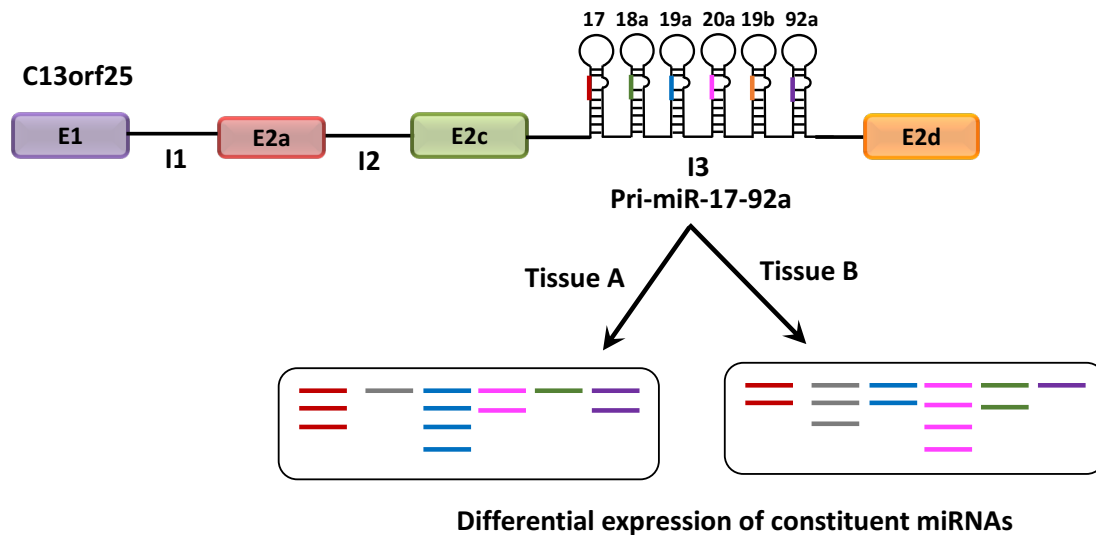 17 18a 19a 20a 19b 92a
C13orf25
E1 E2a E2c E2d
I1 I2 I3
Pri-miR-17-92a
Tissue A Tissue B
Differential expression of constituent miRNAs